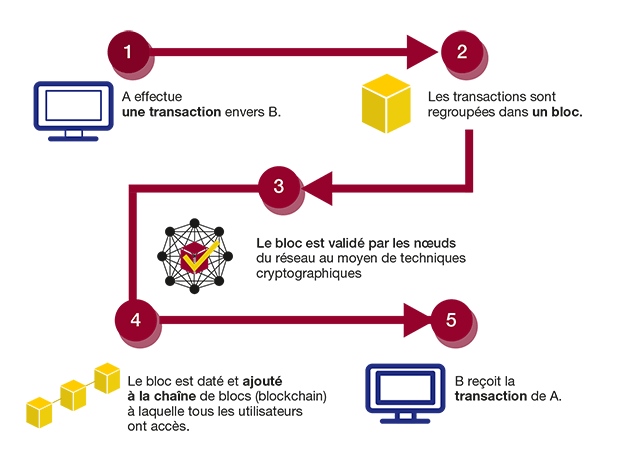 1
A effectue
une transaction envers B.
2
Les transactions sont
regroupées dans un bloc.
3
Le bloc est validé par les nœuds
du réseau au moyen de techniques
cryptographiques
4
Le bloc est daté et ajouté
à la chaîne de blocs (blockchain)
à laquelle tous les utilisateurs
ont accès.
5
B reçoit la
transaction de A.